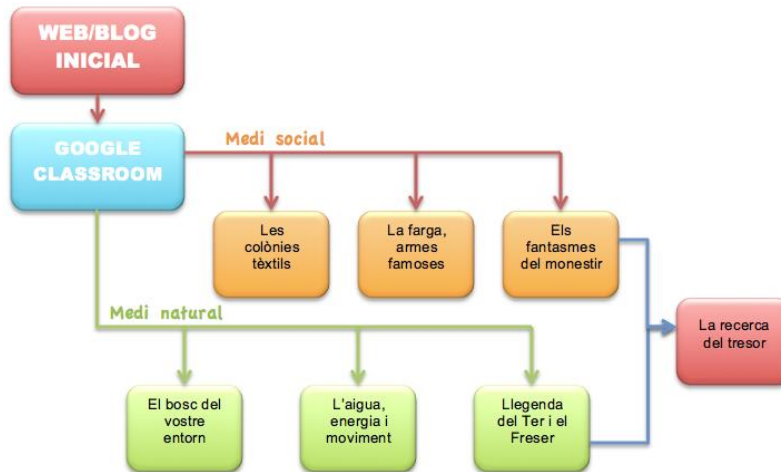 WEB/BLOG
INICIAL
GOOGLE
CLASSROOM
Medi social
Les
colònies
tèxtils
La farga,
armes
famoses
Els
fantasmes
del monestir
La recerca
del tresor
Medi natural
El bosc del
vostre
entorn
L'aigua,
energia i
moviment
Llegenda
del Ter i el
Freser